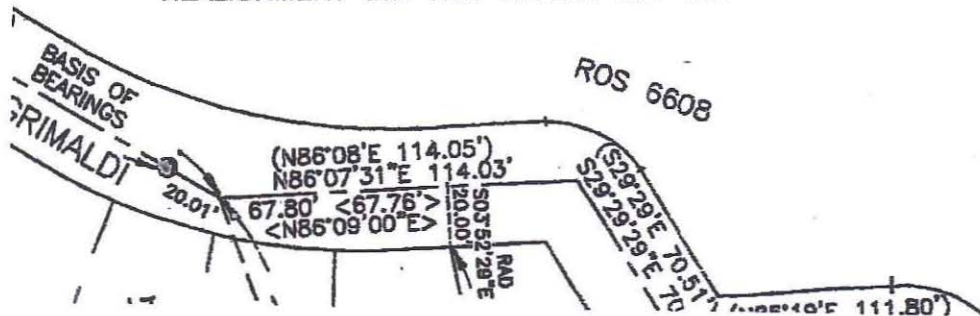 ROS 6608
BASIS OF
BEARINGS
GRIMALDI
20.01'
(N86°08'E 114.05')
N86°07'31"E 114.03'
67.80' <67.76'>
<N86°09'00"E>
S03°52'29"E
20.00'
RAD
(S29°29'E 70.51')
S29°29'29"E 70
111.80')